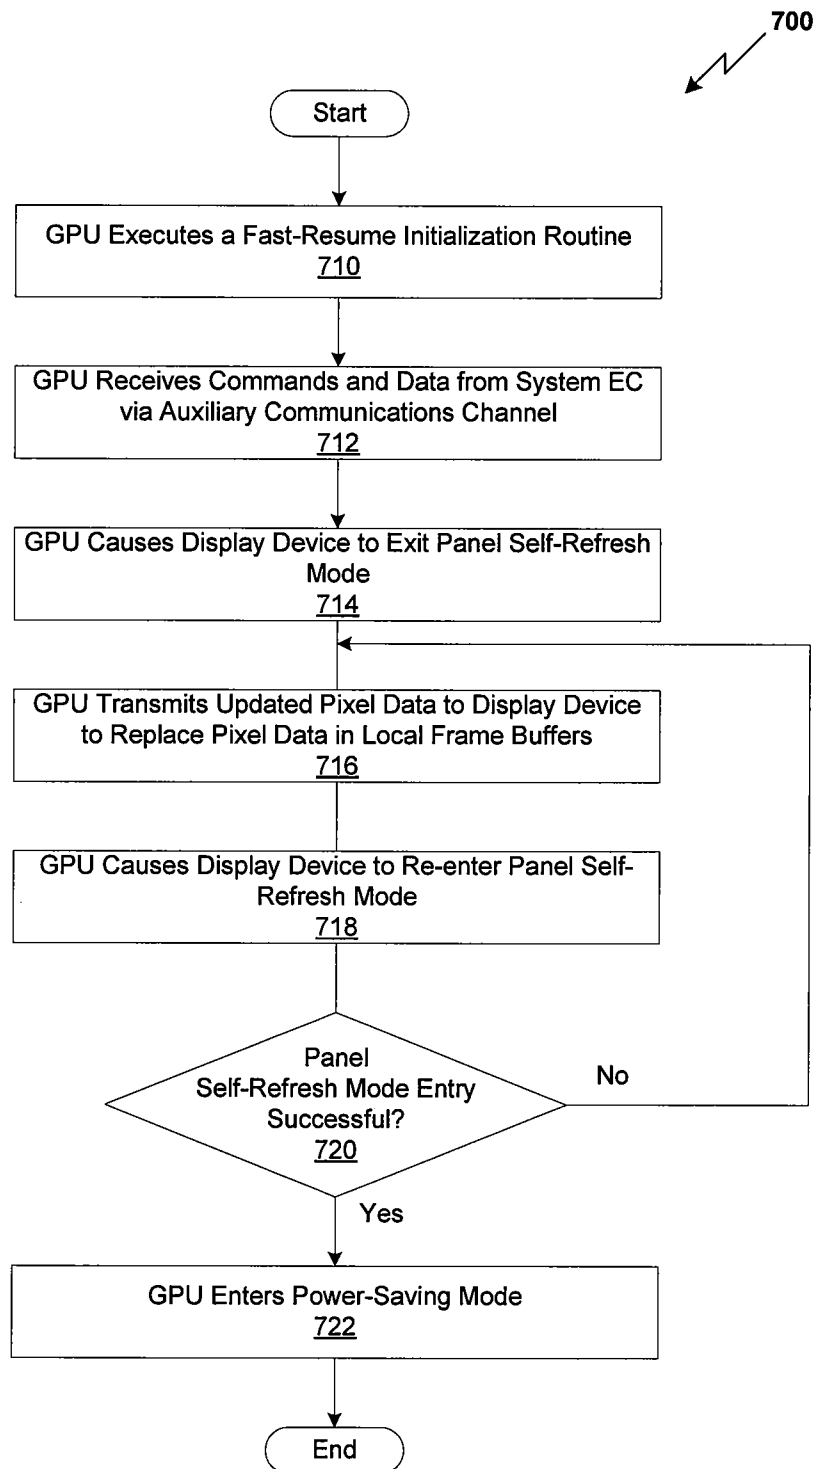 700
Start
GPU Executes a Fast-Resume Initialization Routine
710
GPU Receives Commands and Data from System EC
via Auxiliary Communications Channel
712
GPU Causes Display Device to Exit Panel Self-Refresh
Mode
714
GPU Transmits Updated Pixel Data to Display Device
to Replace Pixel Data in Local Frame Buffers
716
GPU Causes Display Device to Re-enter Panel Self-
Refresh Mode
718
Panel
Self-Refresh Mode Entry
Successful?
720
No
Yes
GPU Enters Power-Saving Mode
722
End